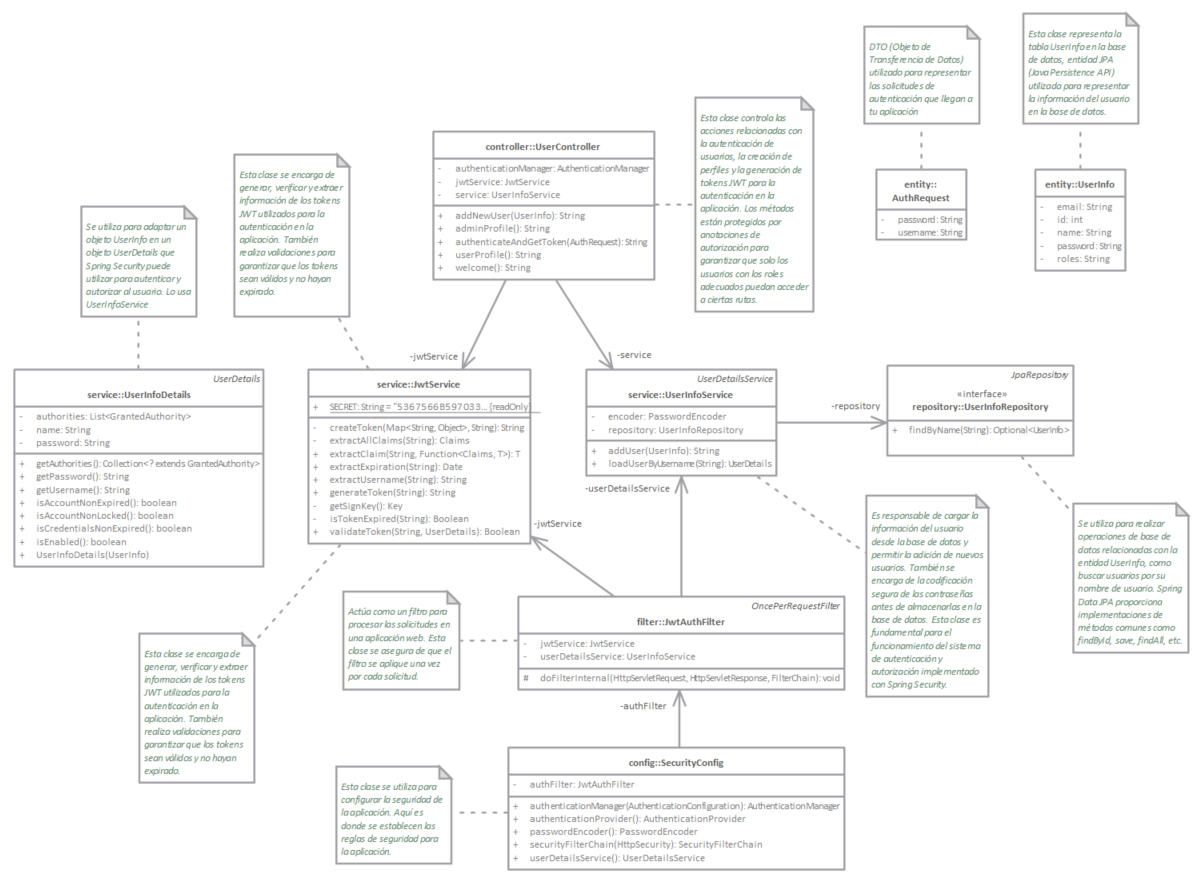 DTO (Objeto de
Transferencia de Datos)
utilizado para representar
las solicitudes de
autenticación que llegan a
tu aplicación
Esta clase representa la
tabla UserInfo en la base
de datos, entidad JPA
(Java Persistence API)
utilizada para representar
la información del usuario
en la base de datos.
Esta clase controla las
acciones relacionadas con
la autenticación de
usuarios, la creación de
perfiles y la generación de
tokens JWT para la
autenticación en la
aplicación. Los métodos
están protegidos por
anotaciones de
autorización para
garantizar que solo los
usuarios con los roles
adecuados puedan acceder
a ciertas rutas.
controller::UserController
- authenticationManager: AuthenticationManager
- jwtService: JwtService
- service: UserInfoService
+ addNewUser(UserInfo): String
+ adminProfile(): String
+ authenticateAndGetToken(AuthRequest): String
+ userProfile(): String
+ welcome(): String
entity::
AuthRequest
- password: String
- username: String
entity::UserInfo
- email: String
- id: int
- name: String
- password: String
- roles: String
Esta clase se encarga de
generar, verificar y extraer
información de los tokens
JWT utilizados para la
autenticación en la
aplicación. También
realiza validaciones para
garantizar que los tokens
sean válidos y no hayan
expirado.
Se utiliza para adaptar un
objeto UserInfo en un
objeto UserDetails que
Spring Security puede
utilizar para autenticar y
autorizar al usuario. Lo usa
UserInfoService
-jwtService
-service
UserDetails
service::UserInfoDetails
- authorities: List<GrantedAuthority>
- name: String
- password: String
+ getAuthorities(): Collection<? extends GrantedAuthority>
+ getPassword(): String
+ getUsername(): String
+ isAccountNonExpired(): boolean
+ isAccountNonLocked(): boolean
+ isCredentialsNonExpired(): boolean
+ isEnabled(): boolean
+ UserInfoDetails(UserInfo)
service::JwtService
+ SECRET: String = "5367566B597033... {readOnly}
- createToken(Map<String, Object>, String): String
- extractAllClaims(String): Claims
+ extractClaim(String, Function<Claims, T>): T
+ extractExpiration(String): Date
+ extractUsername(String): String
+ generateToken(String): String
- getSignKey(): Key
- isTokenExpired(String): Boolean
+ validateToken(String, UserDetails): Boolean
UserDetailsService
service::UserInfoService
- encoder: PasswordEncoder
- repository: UserInfoRepository
+ addUser(UserInfo): String
+ loadUserByUsername(String): UserDetails
-repository
JpaRepository
«interface»
repository::UserInfoRepository
+ findByName(String): Optional<UserInfo>
-userDetailsService
-jwtService
Es responsable de cargar la
información del usuario
desde la base de datos y
permitir la adición de nuevos
usuarios. También se
encarga de la codificación
segura de las contraseñas
antes de almacenarlas en la
base de datos. Esta clase es
fundamental para el
funcionamiento del sistema
de autenticación y
autorización implementado
con Spring Security.
Se utiliza para realizar
operaciones de base de
datos relacionadas con la
entidad UserInfo, como
buscar usuarios por su
nombre de usuario. Spring
Data JPA proporciona
implementaciones de
métodos comunes como
findById, save, findAll, etc.
Actúa como un filtro para
procesar las solicitudes en
una aplicación web. Esta
clase se asegura de que el
filtro se aplique una vez
por cada solicitud.
OncePerRequestFilter
filter::JwtAuthFilter
- jwtService: JwtService
- userDetailsService: UserInfoService
# doFilterInternal(HttpServletRequest, HttpServletResponse, FilterChain): void
Esta clase se encarga de
generar, verificar y extraer
información de los tokens
JWT utilizados para la
autenticación en la
aplicación. También
realiza validaciones para
garantizar que los tokens
sean válidos y no hayan
expirado.
-authFilter
config::SecurityConfig
- authFilter: JwtAuthFilter
+ authenticationManager(AuthenticationConfiguration): AuthenticationManager
+ authenticationProvider(): AuthenticationProvider
+ passwordEncoder(): PasswordEncoder
+ securityFilterChain(HttpSecurity): SecurityFilterChain
+ userDetailsService(): UserDetailsService
Esta clase se utiliza para
configurar la seguridad de
la aplicación. Aquí es
donde se establecen las
reglas de seguridad para
la aplicación.